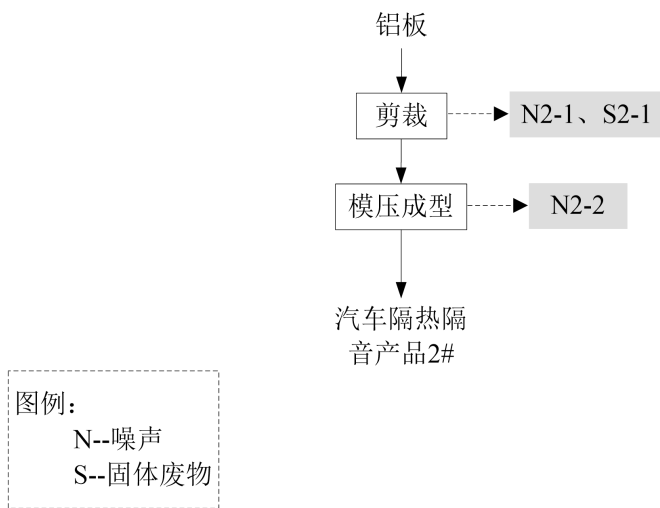 铝板
剪裁
N2-1、S2-1
模压成型
N2-2
汽车隔热隔
音产品2#
图例：
N--噪声
S--固体废物